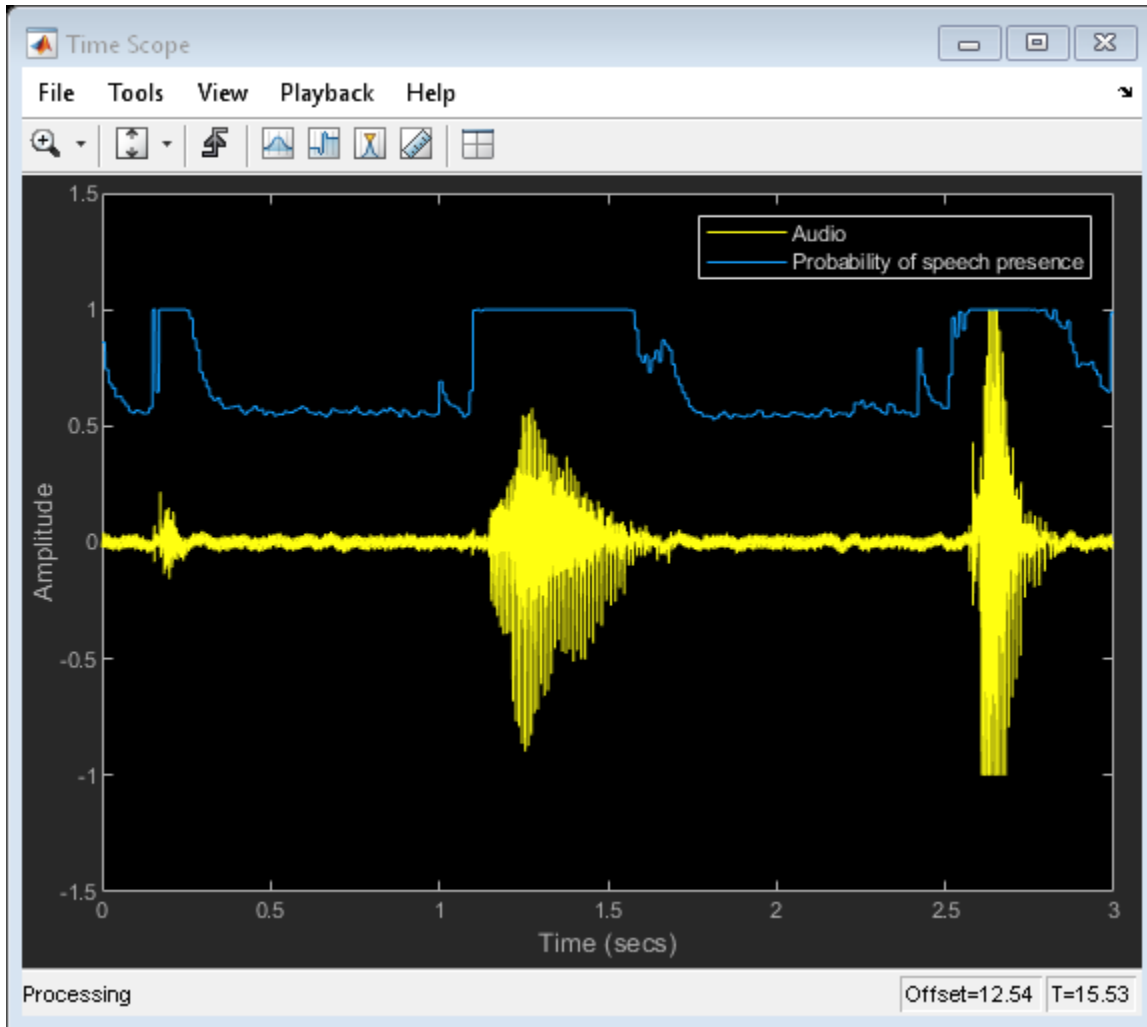 Time Scope
File Tools View Playback Help
1.5
Audio
Probability of speech presence
1
0.5
0
-0.5
-1
-1.5
Amplitude
0 0.5 1 1.5 2 2.5 3
Time (secs)
Processing Offset=12.54 T=15.53